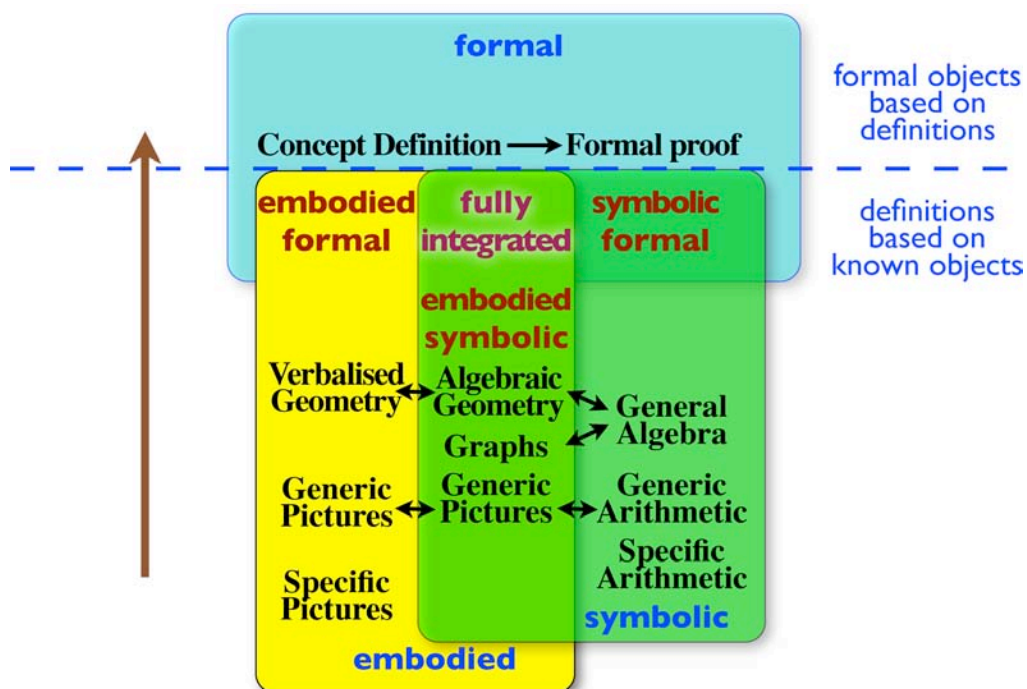 formal
formal objects
based on
definitions
Concept Definition → Formal proof
embodied
formal
fully
integrated
symbolic
formal
definitions
based on
known objects
embodied
symbolic
Verbalised
Geometry
Algebraic
Geometry
General
Algebra
Graphs
Generic
Pictures
Generic
Pictures
Generic
Arithmetic
Specific
Arithmetic
Specific
Pictures
symbolic
embodied